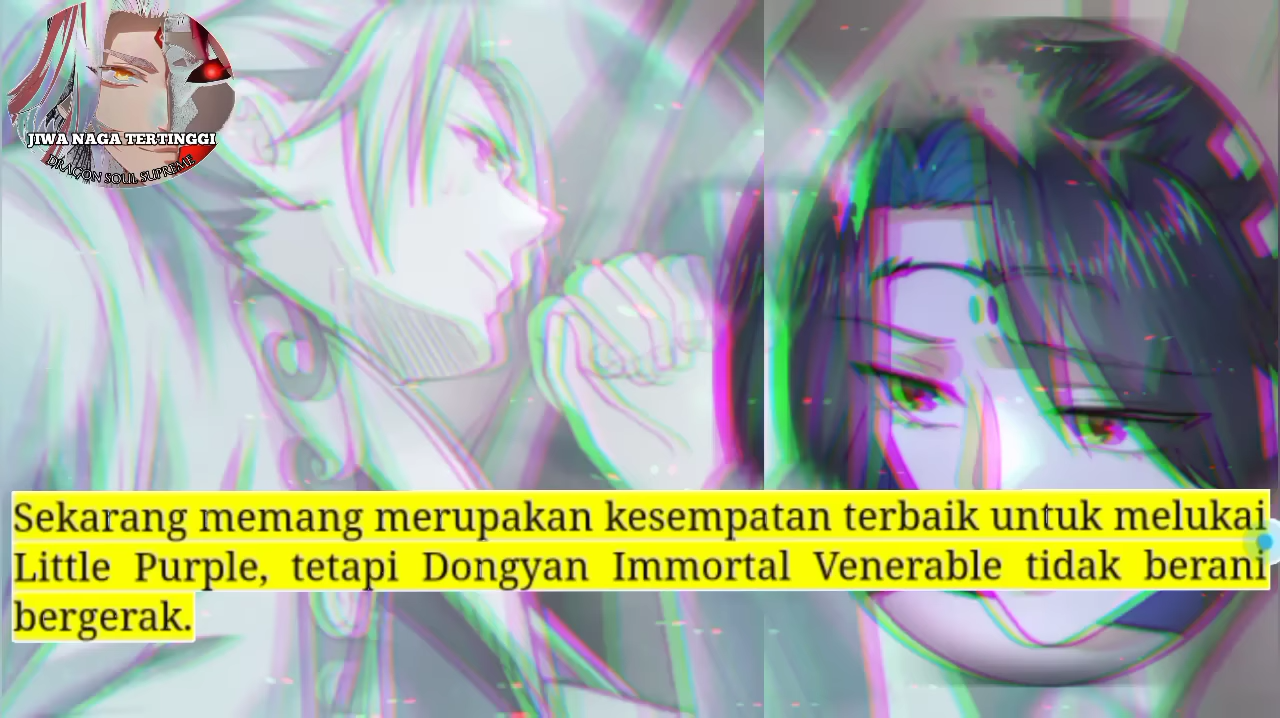 JIWA NAGA TERTINGGI
DRAGON SOUL SUPREME
Sekarang memang merupakan kesempatan terbaik untuk melukai
Little Purple, tetapi Dongyan Immortal Venerable tidak berani
bergerak.